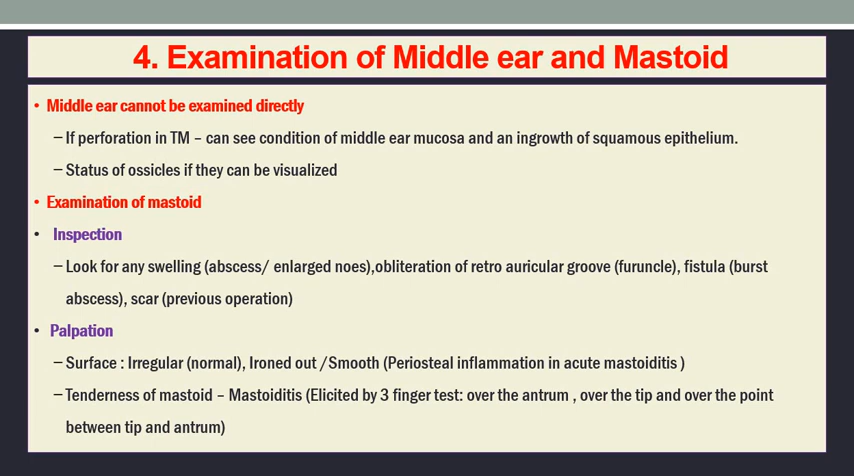 4. Examination of Middle ear and Mastoid
• Middle ear cannot be examined directly
– If perforation in TM – can see condition of middle ear mucosa and an ingrowth of squamous epithelium.
– Status of ossicles if they can be visualized
• Examination of mastoid
• Inspection
– Look for any swelling (abscess/ enlarged noes),obliteration of retro auricular groove (furuncle), fistula (burst
abscess), scar (previous operation)
• Palpation
– Surface : Irregular (normal), Ironed out /Smooth (Periosteal inflammation in acute mastoiditis )
– Tenderness of mastoid – Mastoiditis (Elicited by 3 finger test: over the antrum , over the tip and over the point
between tip and antrum)